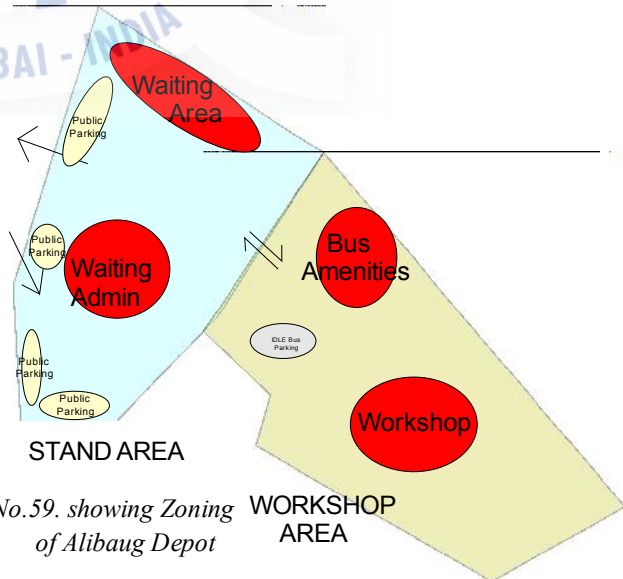 BAI - INDIA
Waiting
Area
Public
Parking
Public
Parking
Waiting
Admin
Bus
Amenities
IDLE Bus
Parking
Public
Parking
Public
Parking
Workshop
STAND AREA
No.59. showing Zoning
of Alibaug Depot
WORKSHOP
AREA